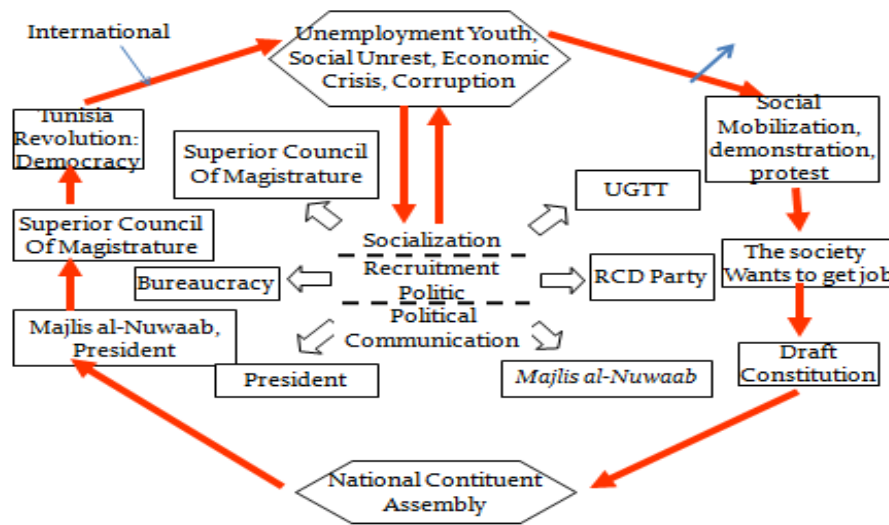 International
Unemployment Youth,
Social Unrest, Economic
Crisis, Corruption
Tunisia
Revolution:
Democracy
Social
Mobilization,
demonstration,
protest
Superior Council
Of Magistrature
UGTT
Superior Council
Of Magistrature
Socialization
Recruitment
Politic
Political
Communication
Bureaucracy
RCD Party
The society
Wants to get job
Majlis al-Nuwaab,
President
President
Majlis al-Nuwaab
Draft
Constitution
National Contituent
Assembly